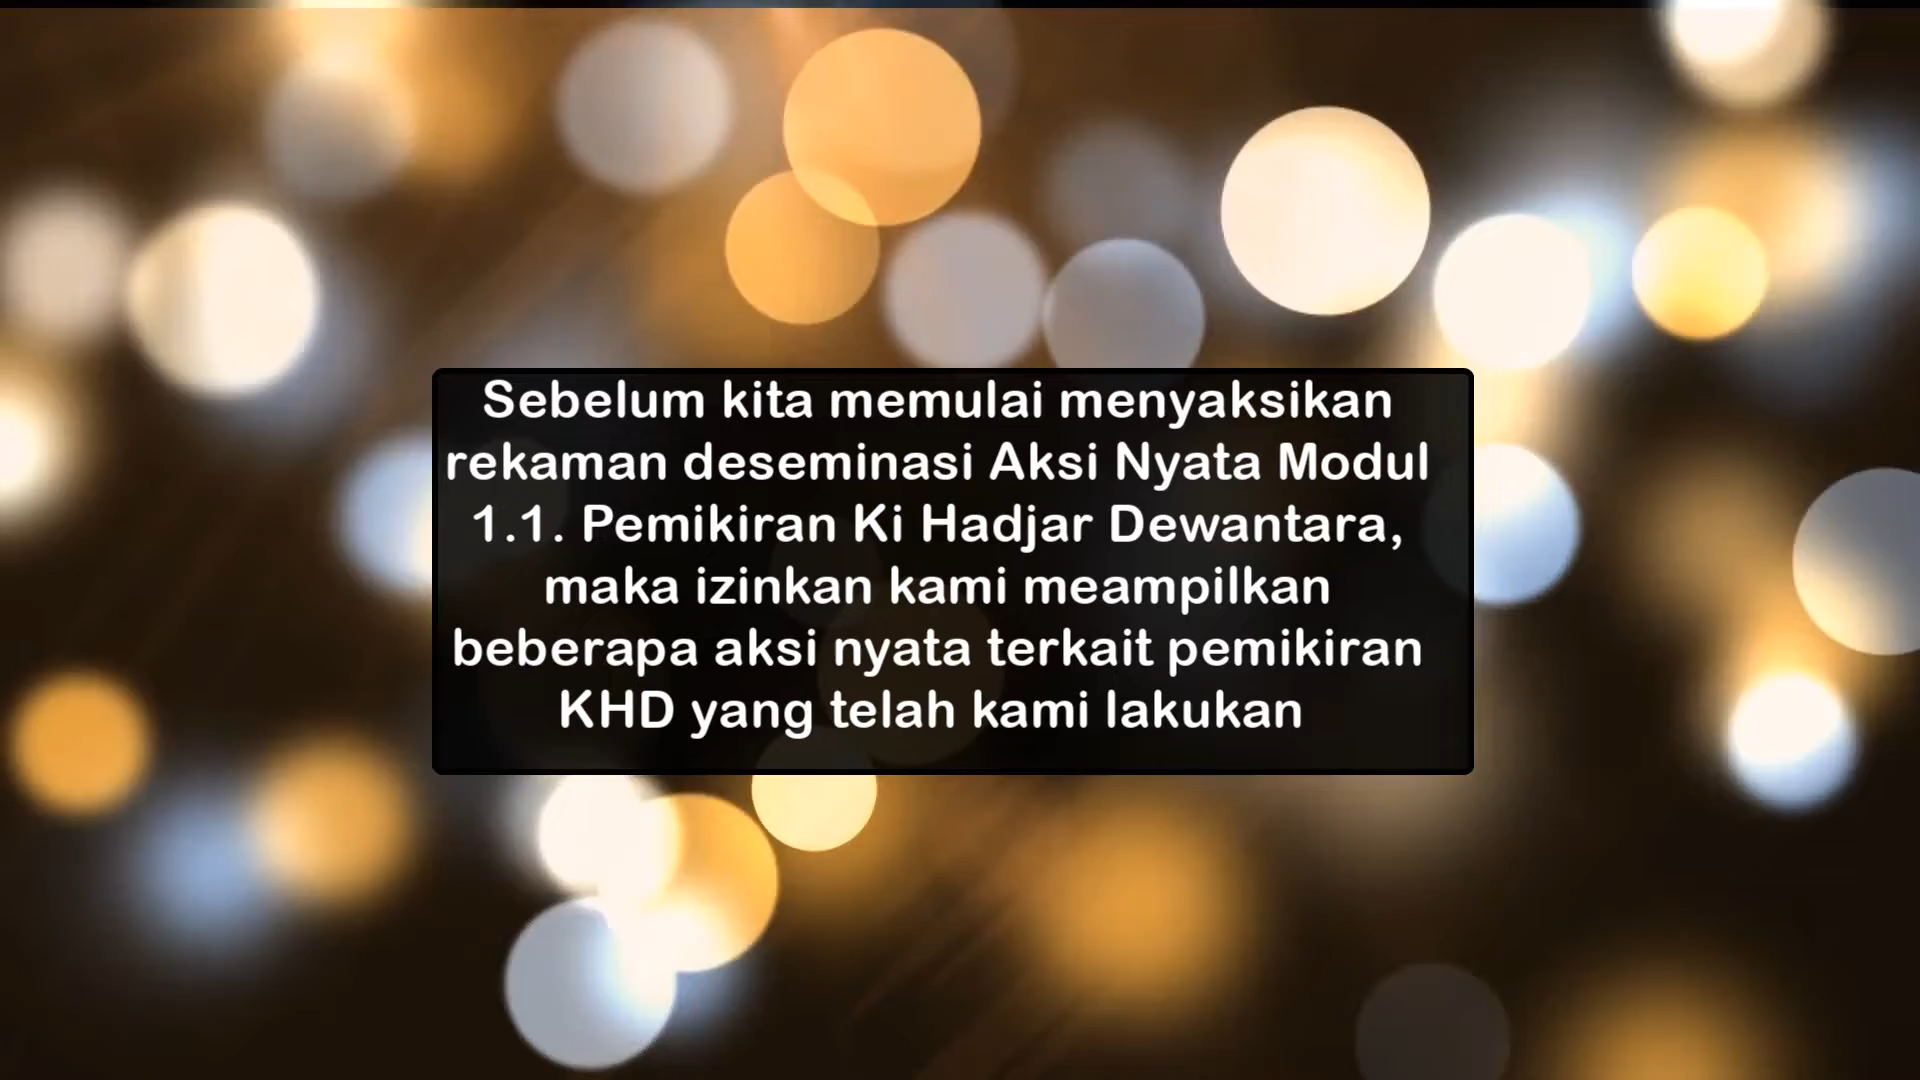 Sebelum kita memulai menyaksikan
rekaman deseminasi Aksi Nyata Modul
1.1. Pemikiran Ki Hadjar Dewantara,
maka izinkan kami meampilkan
beberapa aksi nyata terkait pemikiran
KHD yang telah kami lakukan